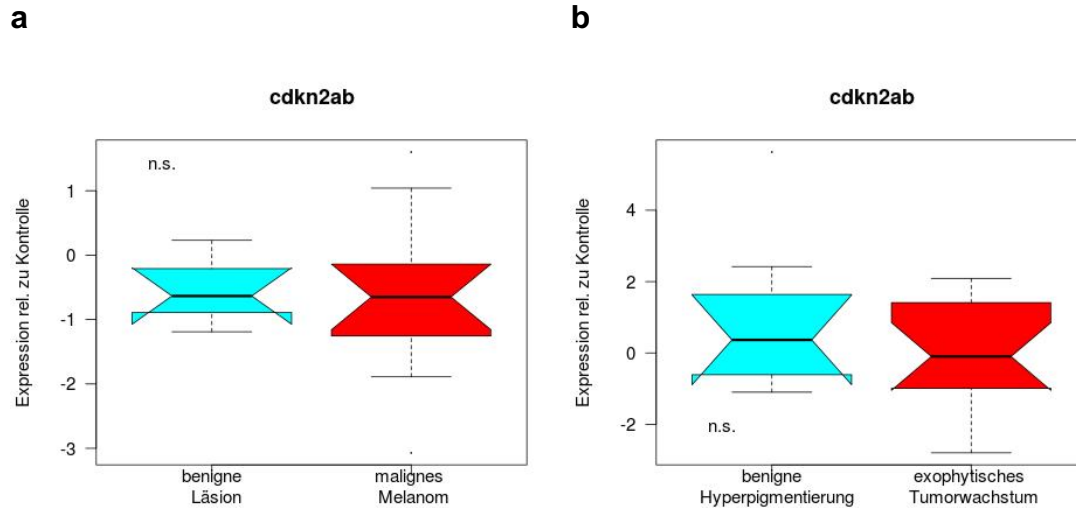 a
cdkn2ab
n.s.
Expression rel. zu Kontrolle
1
0
-1
-2
-3
benigne
Läsion
malignes
Melanom
b
cdkn2ab
n.s.
Expression rel. zu Kontrolle
4
2
0
-2
benigne
Hyperpigmentierung
exophytisches
Tumorwachstum